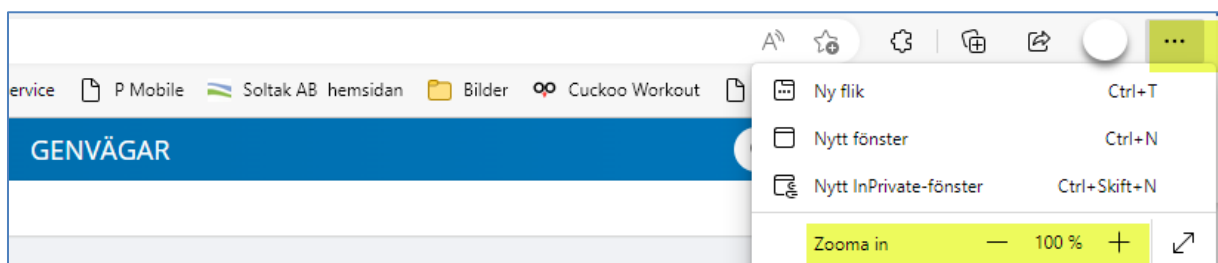 A
ervice P Mobile Soltak AB hemsidan Bilder Cuckoo Workout
Ny flik Ctrl+T
GENVÄGAR
Nytt fönster Ctrl+N
Nytt InPrivate-fönster Ctrl+Skift+N
Zooma in — 100 % +